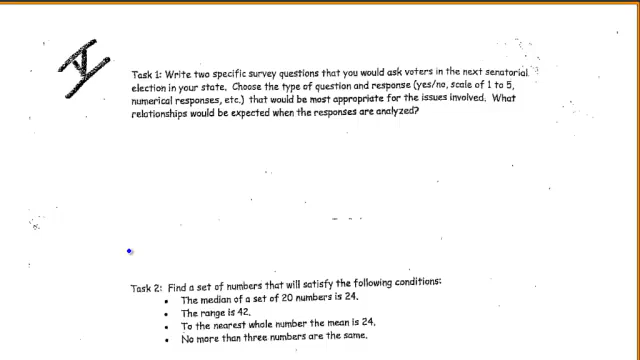 V
Task 1: Write two specific survey questions that you would ask voters in the next senatorial
election in your state. Choose the type of question and response (yes/no, scale of 1 to 5,
numerical responses, etc.) that would be most appropriate for the issues involved. What
relationships would be expected when the responses are analyzed?
Task 2: Find a set of numbers that will satisfy the following conditions:
• The median of a set of 20 numbers is 24.
• The range is 42.
• To the nearest whole number the mean is 24.
• No more than three numbers are the same.